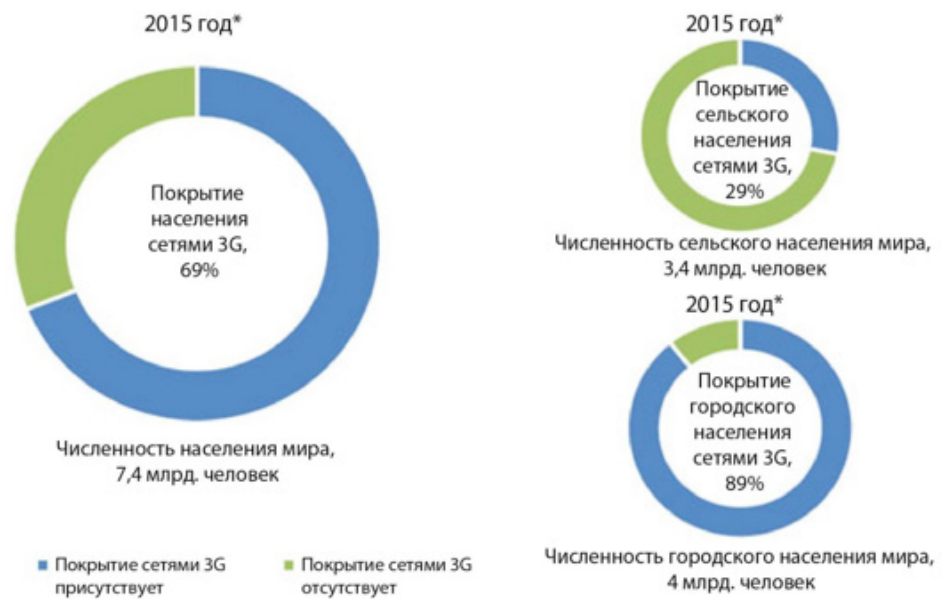 2015 год*
Покрытие
населения
сетями 3G,
69%
Численность населения мира,
7,4 млрд. человек
2015 год*
Покрытие
сельского
населения
сетями 3G,
29%
Численность сельского населения мира,
3,4 млрд. человек
2015 год*
Покрытие
городского
населения
сетями 3G,
89%
Численность городского населения мира,
4 млрд. человек
Покрытие сетями 3G
присутствует
Покрытие сетями 3G
отсутствует